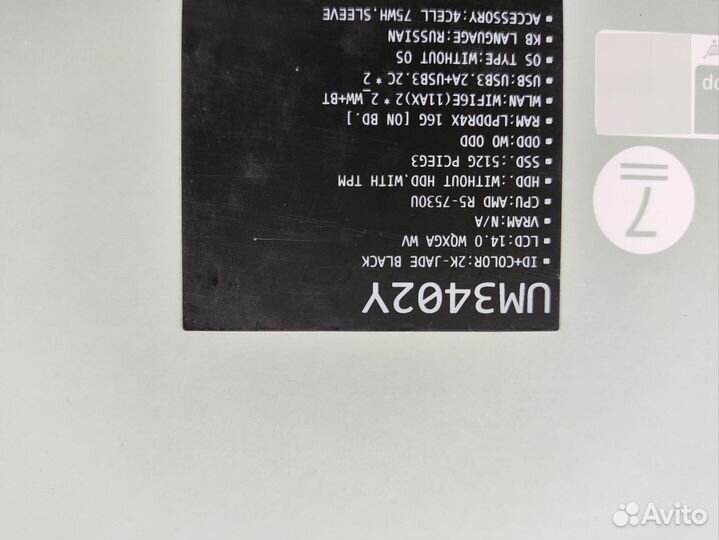 UM3402Y
▪ ID+COLOR:2K-JADE BLACK
▪ LCD:14.0 WQXGA WV
▪ VRAM:N/A
▪ CPU:AMD R5-7530U
▪ HDD.:WITHOUT HDD,WITH TPM
▪ SSD.:512G PCIEG3
▪ ODD:WO ODD
▪ RAM:LPDDR4X 16G [ON BD.]
▪ WLAN:WIFI6E(11AX)2*2_WW+BT
▪ USB:USB3.2A-USB3.2C * 2
▪ OS TYPE:WITHOUT OS
▪ KB LANGUAGE:RUSSIAN
▪ ACCESSORY:4CELL 75WH,SLEEVE
7
Avito